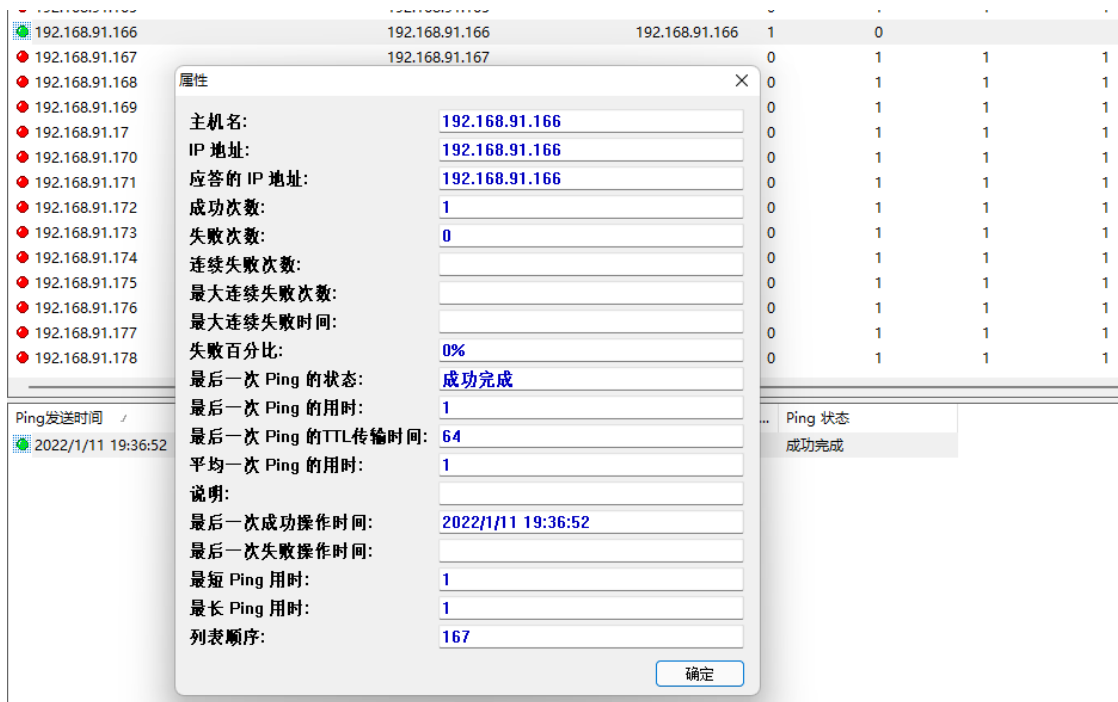 192.168.91.166 192.168.91.166 192.168.91.166 1 0
192.168.91.167 192.168.91.167 0 1 1 1
192.168.91.168 0 1 1 1
192.168.91.169 0 1 1 1
192.168.91.17 0 1 1 1
192.168.91.170 0 1 1 1
192.168.91.171 0 1 1 1
192.168.91.172 0 1 1 1
192.168.91.173 0 1 1 1
192.168.91.174 0 1 1 1
192.168.91.175 0 1 1 1
192.168.91.176 0 1 1 1
192.168.91.177 0 1 1 1
192.168.91.178 0 1 1 1
属性
主机名: 192.168.91.166
IP 地址: 192.168.91.166
应答的 IP 地址: 192.168.91.166
成功次数: 1
失败次数: 0
连续失败次数:
最大连续失败次数:
最大连续失败时间:
失败百分比: 0%
最后一次 Ping 的状态: 成功完成
最后一次 Ping 的用时: 1
最后一次 Ping 的TTL传输时间: 64
平均一次 Ping 的用时: 1
说明:
最后一次成功操作时间: 2022/1/11 19:36:52
最后一次失败操作时间:
最短 Ping 用时: 1
最长 Ping 用时: 1
列表顺序: 167
确定
Ping发送时间 ... Ping 状态
2022/1/11 19:36:52 成功完成